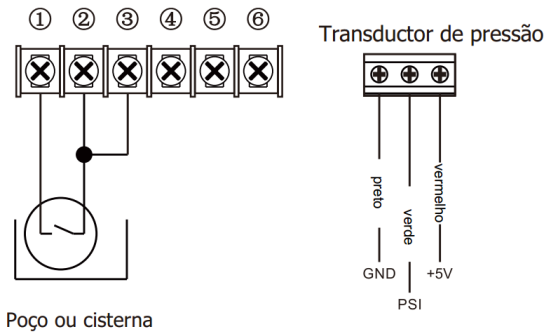 ① ② ③ ④ ⑤ ⑥
Transductor de pressão
preto
verde
vermelho
GND
+5V
PSI
Poço ou cisterna